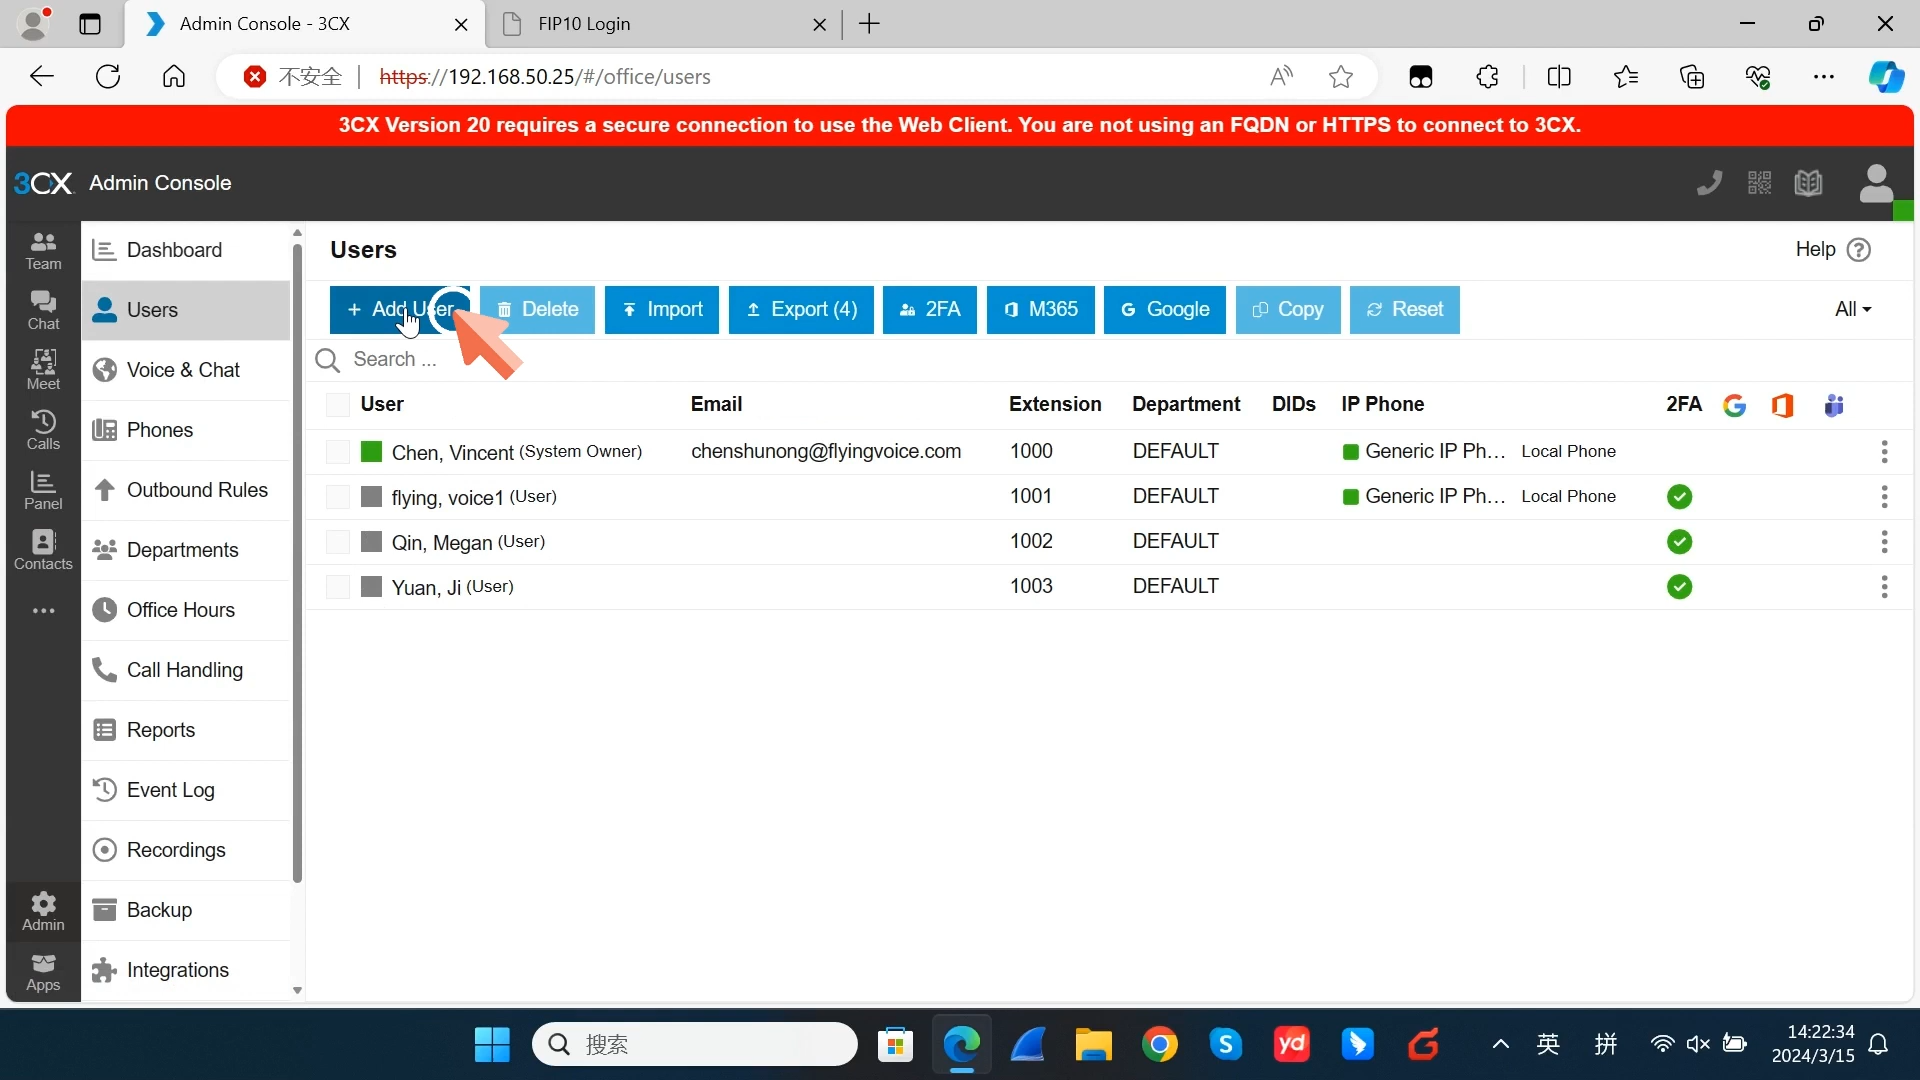 Admin Console - 3CX
FIP10 Login
不安全
https://192.168.50.25/#/office/users
3CX Version 20 requires a secure connection to use the Web Client. You are not using an FQDN or HTTPS to connect to 3CX.
3CX Admin Console
Team
Chat
Meet
Calls
Panel
Contacts
Admin
Apps
Dashboard
Users
Voice & Chat
Phones
Outbound Rules
Departments
Office Hours
Call Handling
Reports
Event Log
Recordings
Backup
Integrations
Users
Help
+ Add User Delete Import Export (4) 2FA M365 Google Copy Reset All
Search ...
User Email Extension Department DIDs IP Phone 2FA
Chen, Vincent (System Owner) chenshunong@flyingvoice.com 1000 DEFAULT Generic IP Ph... Local Phone
flying, voice1 (User) 1001 DEFAULT Generic IP Ph... Local Phone
Qin, Megan (User) 1002 DEFAULT
Yuan, Ji (User) 1003 DEFAULT
搜索
yd
英 拼
14:22:34
2024/3/15